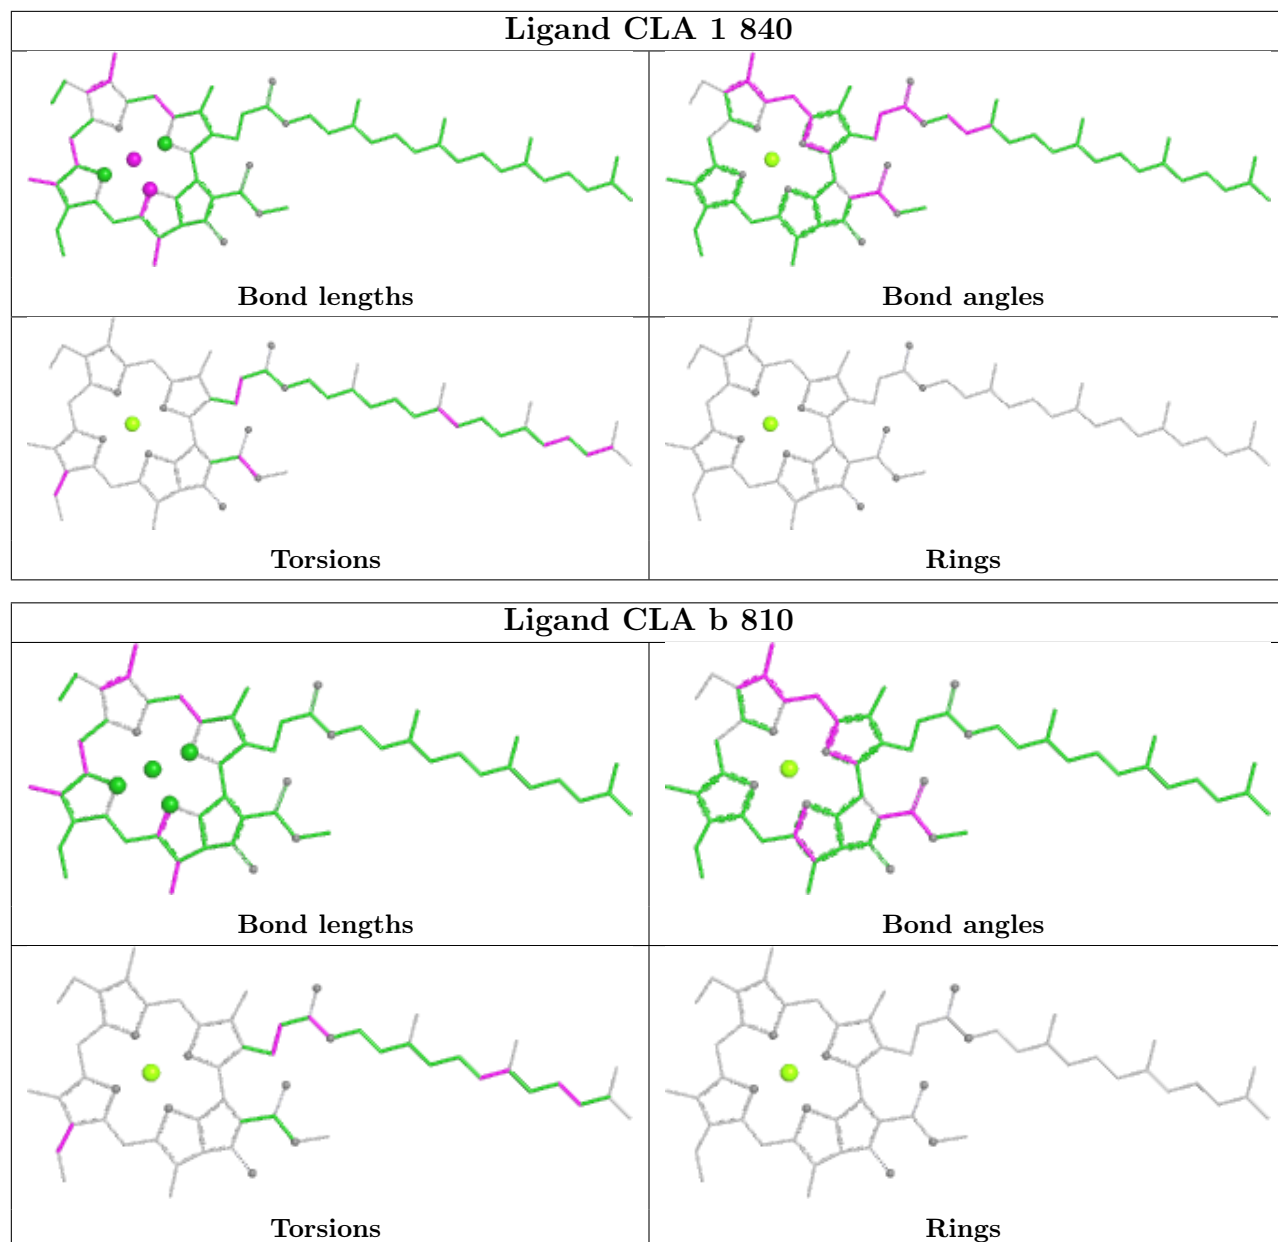 Ligand CLA 1 840
Bond lengths
Bond angles
Torsions
Rings
Ligand CLA b 810
Bond lengths
Bond angles
Torsions
Rings